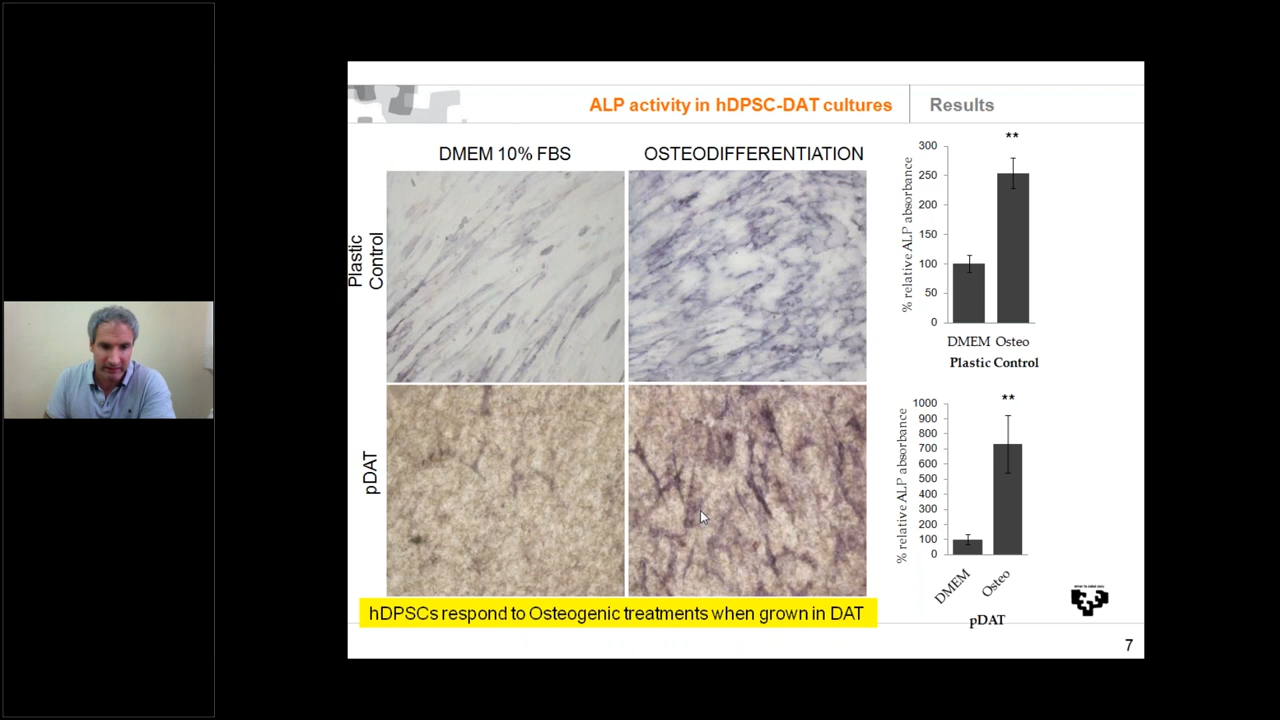 ALP activity in hDPSC-DAT cultures
Results
DMEM 10% FBS
OSTEODIFFERENTIATION
Plastic
Control
pDAT
hDPSCs respond to Osteogenic treatments when grown in DAT
**
% relative ALP absorbance
300
250
200
150
100
50
0
DMEM Osteo
Plastic Control
**
% relative ALP absorbance
1000
900
800
700
600
500
400
300
200
100
0
DMEM
Osteo
pDAT
7